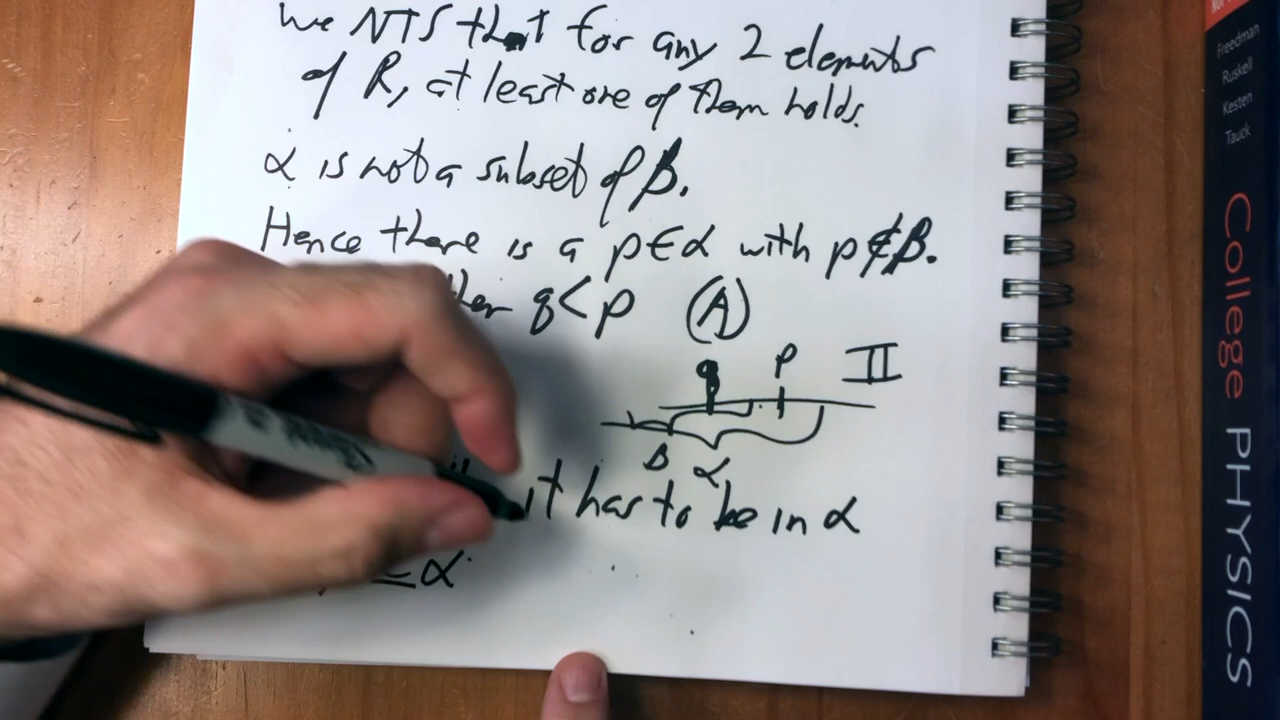 We NTS that for any 2 elements
of R, at least one of them holds.
α is not a subset of β.
Hence there is a p∈α with p∉β.
q<p (A)
q p II
B α
it has to be in α
⊆α
Freedman
Ruskell
Kesten
Tauck
College PHYSICS